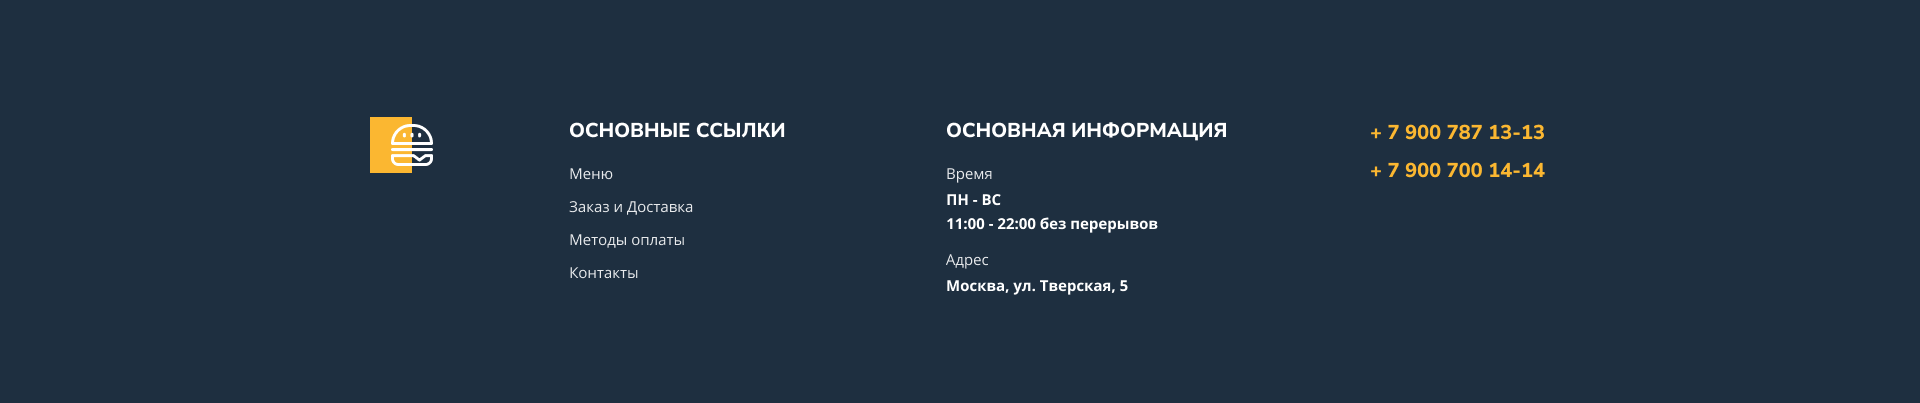 ОСНОВНЫЕ ССЫЛКИ
Меню
Заказ и Доставка
Методы оплаты
Контакты
ОСНОВНАЯ ИНФОРМАЦИЯ
Время
ПН - ВС
11:00 - 22:00 без перерывов
Адрес
Москва, ул. Тверская, 5
+ 7 900 787 13-13
+ 7 900 700 14-14